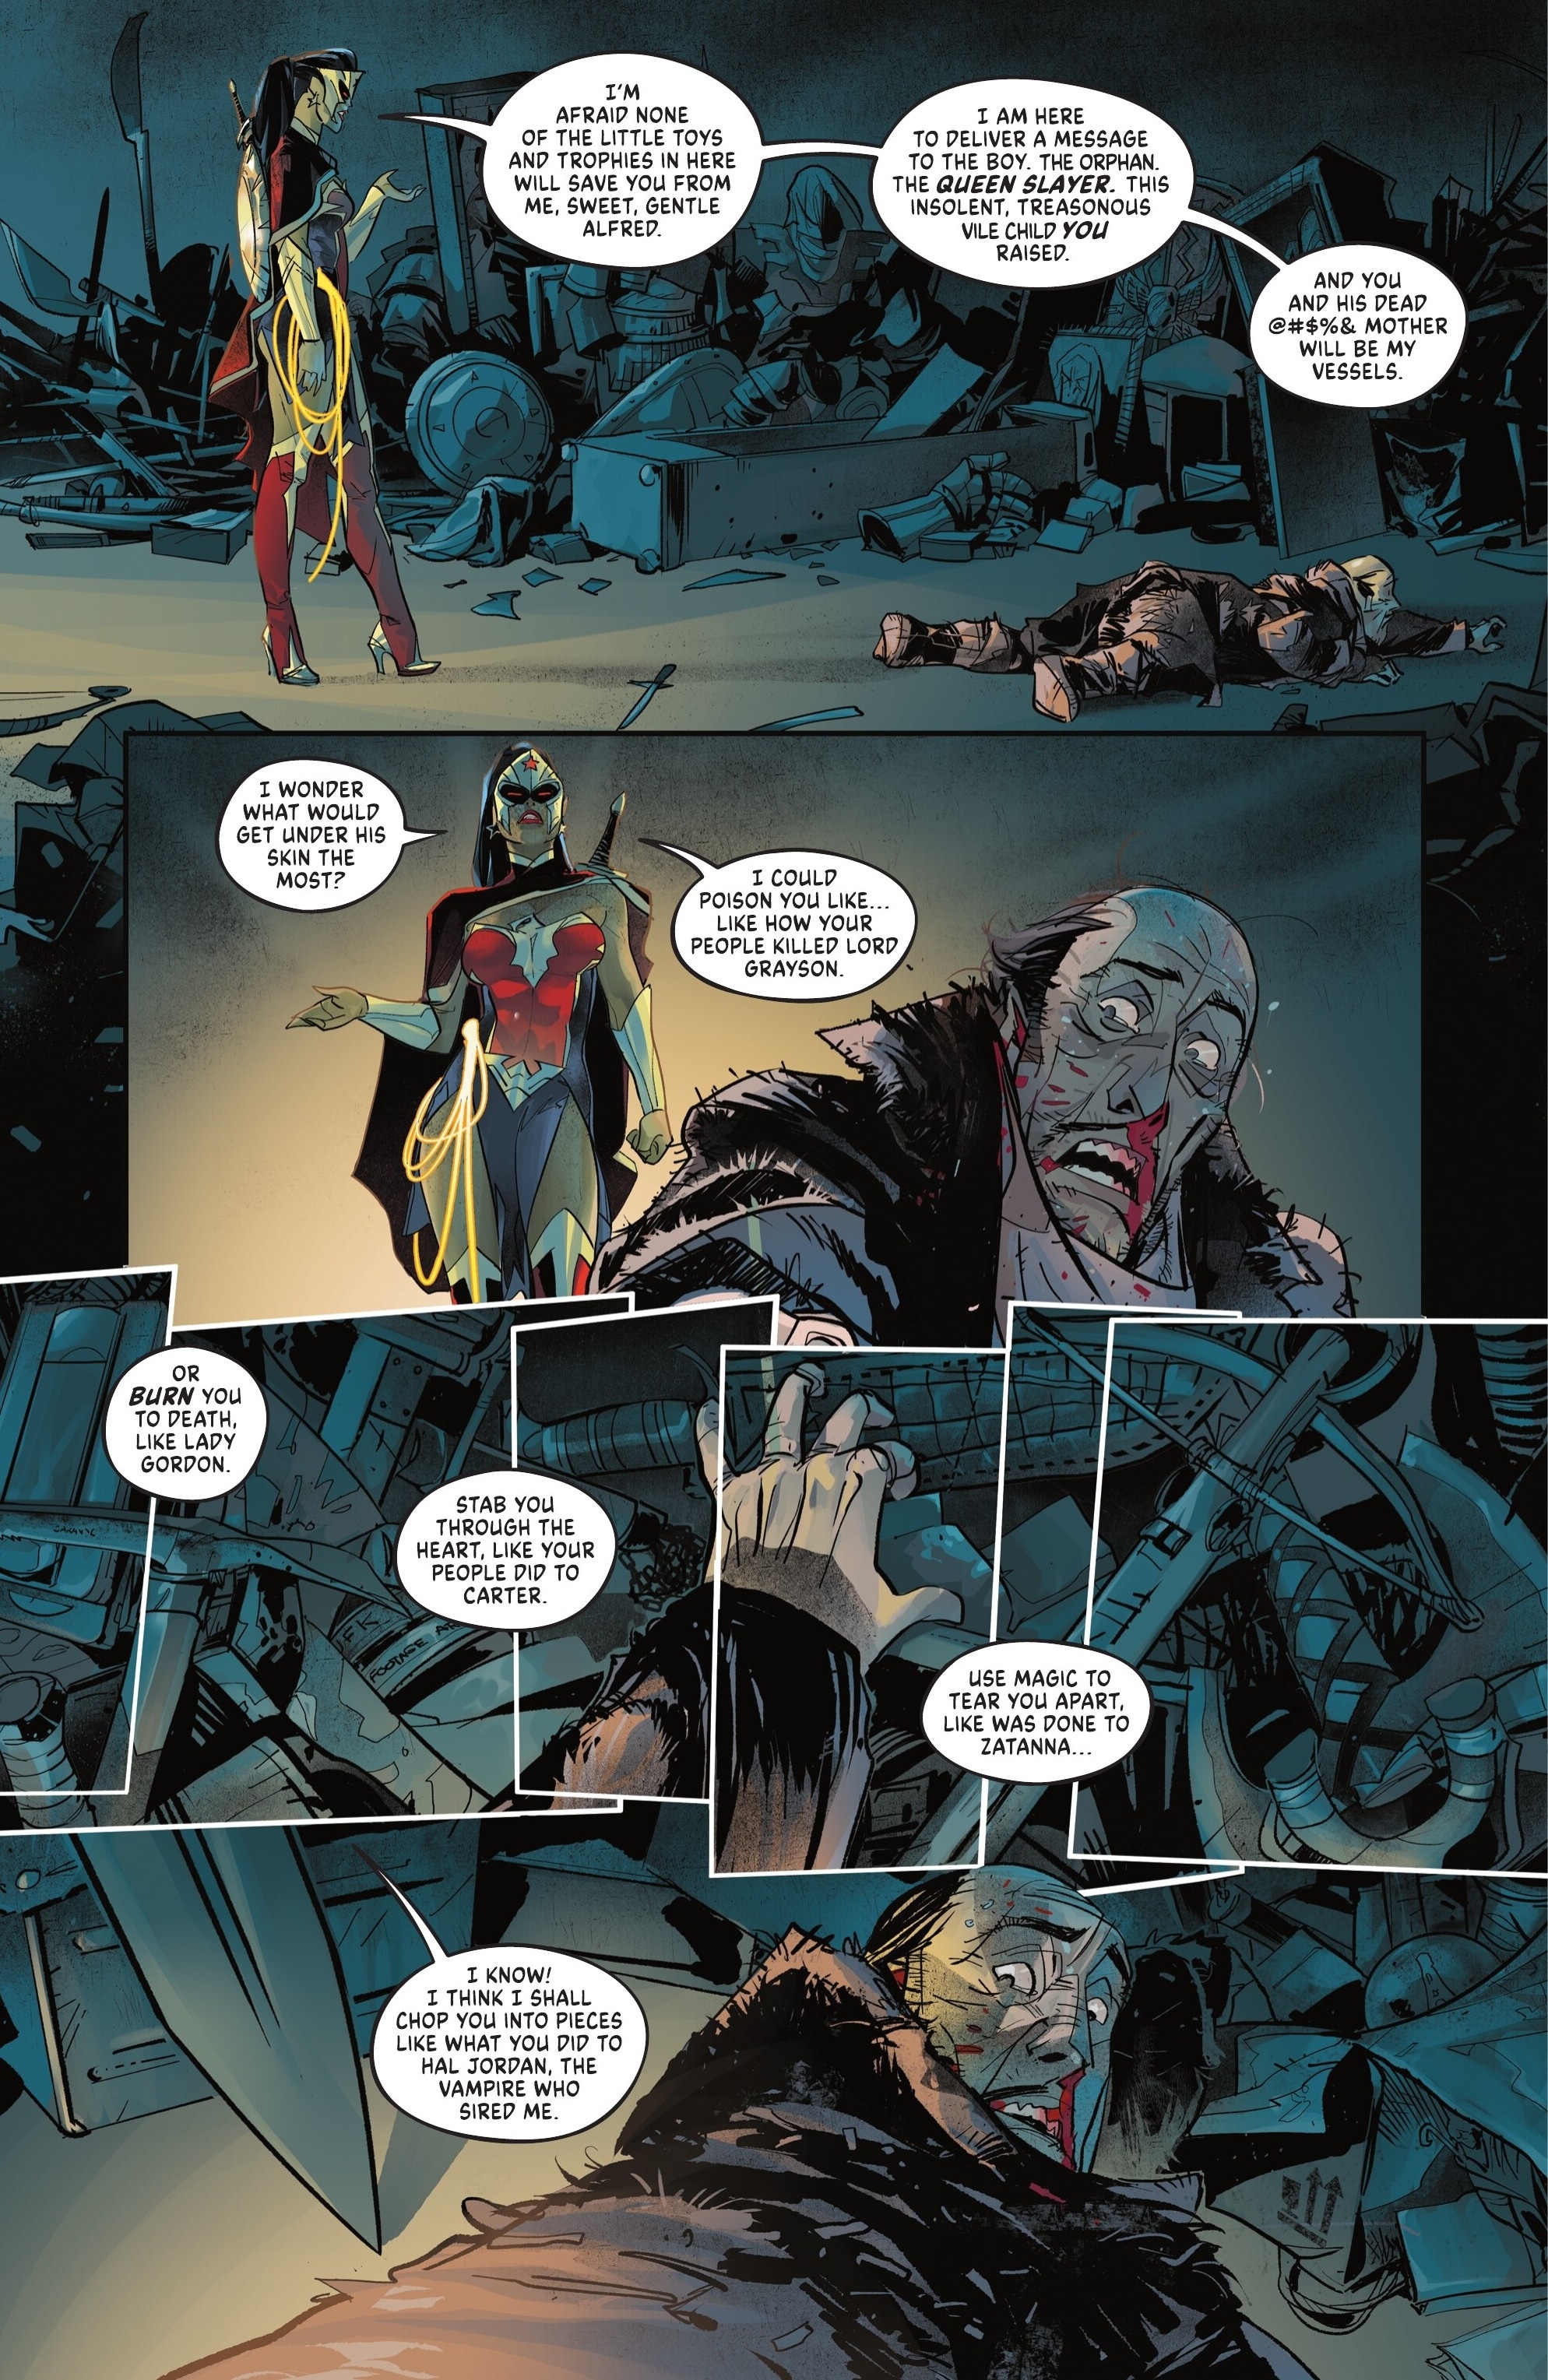 I'M
AFRAID NONE
OF THE LITTLE TOYS
AND TROPHIES IN HERE
WILL SAVE YOU FROM
ME, SWEET, GENTLE
ALFRED.
I AM HERE
TO DELIVER A MESSAGE
TO THE BOY. THE ORPHAN.
THE QUEEN SLAYER. THIS
INSOLENT, TREASONOUS
VILE CHILD YOU
RAISED.
AND YOU
AND HIS DEAD
@#$%& MOTHER
WILL BE MY
VESSELS.
I WONDER
WHAT WOULD
GET UNDER HIS
SKIN THE
MOST?
I COULD
POISON YOU LIKE...
LIKE HOW YOUR
PEOPLE KILLED LORD
GRAYSON.
OR
BURN YOU
TO DEATH,
LIKE LADY
GORDON.
STAB YOU
THROUGH THE
HEART, LIKE YOUR
PEOPLE DID TO
CARTER.
FOOTAGE
USE MAGIC TO
TEAR YOU APART,
LIKE WAS DONE TO
ZATANNA...
I KNOW!
I THINK I SHALL
CHOP YOU INTO PIECES
LIKE WHAT YOU DID TO
HAL JORDAN, THE
VAMPIRE WHO
SIRED ME.